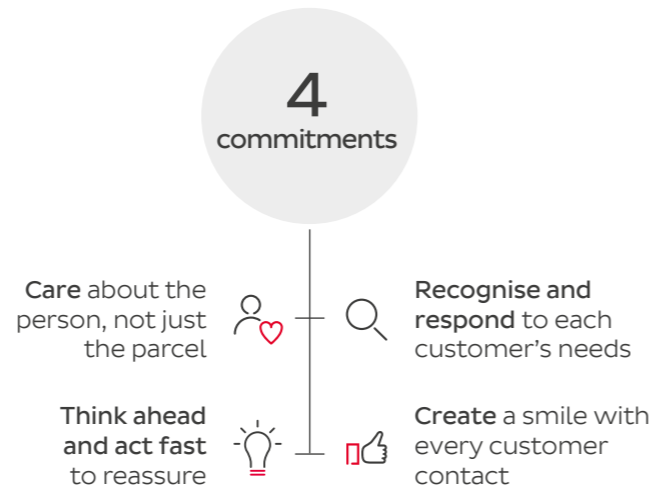 4
commitments
Care about the
person, not just
the parcel
Recognise and
respond to each
customer's needs
Think ahead
and act fast
to reassure
Create a smile with
every customer
contact